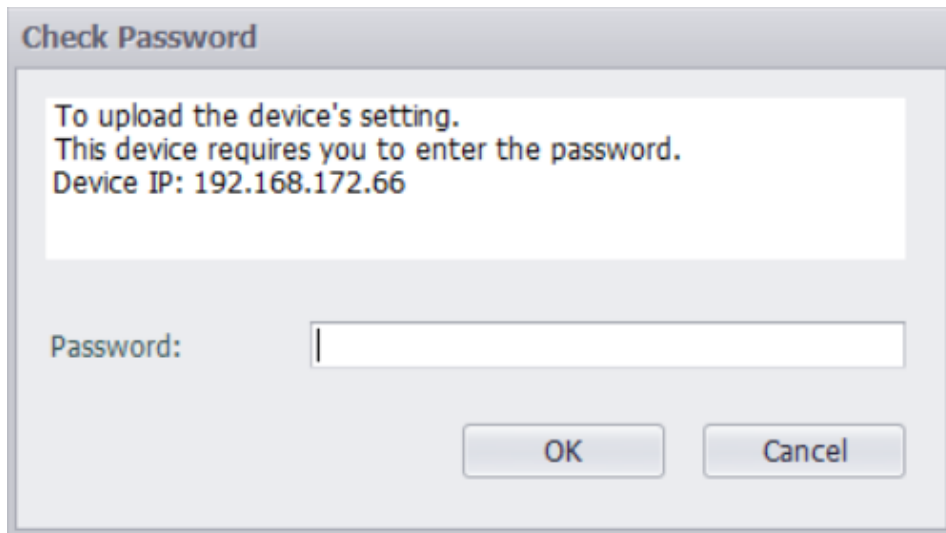 Check Password
To upload the device's setting.
This device requires you to enter the password.
Device IP: 192.168.172.66
Password:
OK Cancel